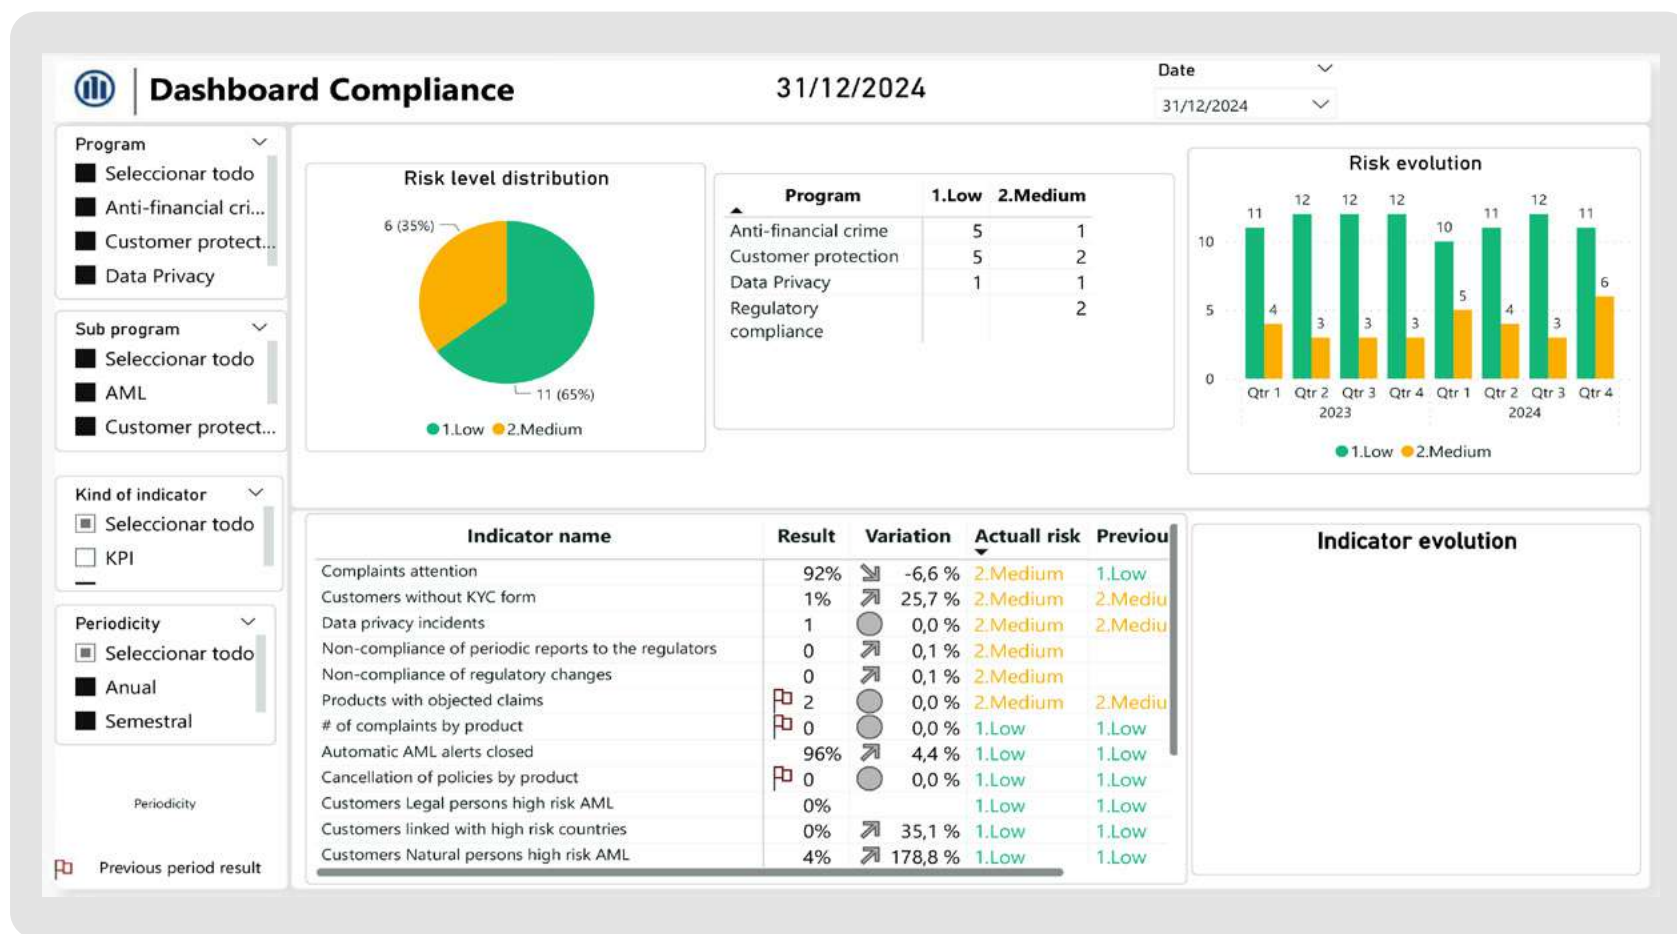 Dashboard Compliance
31/12/2024
Date
31/12/2024
Program
Seleccionar todo
Anti-financial cri...
Customer protect...
Data Privacy
Sub program
Seleccionar todo
AML
Customer protect...
Kind of indicator
Seleccionar todo
KPI
Periodicity
Seleccionar todo
Anual
Semestral
Periodicity
Previous period result
Risk level distribution
6 (35%)
11 (65%)
1.Low 2.Medium
Program 1.Low 2.Medium
Anti-financial crime 5 1
Customer protection 5 2
Data Privacy 1 1
Regulatory 2
compliance
Risk evolution
11 12 12 12 10 11 12 11
4 3 3 3 5 4 3 6
10
5
0
Qtr 1 Qtr 2 Qtr 3 Qtr 4 Qtr 1 Qtr 2 Qtr 3 Qtr 4
2023 2024
1.Low 2.Medium
Indicator name Result Variation Actuall risk Previou
Complaints attention 92% -6,6 % 2.Medium 1.Low
Customers without KYC form 1% 25,7 % 2.Medium 2.Mediu
Data privacy incidents 1 0,0 % 2.Medium 2.Mediu
Non-compliance of periodic reports to the regulators 0 0,1 % 2.Medium
Non-compliance of regulatory changes 0 0,1 % 2.Medium
Products with objected claims 2 0,0 % 2.Medium 2.Mediu
# of complaints by product 0 0,0 % 1.Low 1.Low
Automatic AML alerts closed 96% 4,4 % 1.Low 1.Low
Cancellation of policies by product 0 0,0 % 1.Low 1.Low
Customers Legal persons high risk AML 0% 1.Low 1.Low
Customers linked with high risk countries 0% 35,1 % 1.Low 1.Low
Customers Natural persons high risk AML 4% 178,8 % 1.Low 1.Low
Indicator evolution